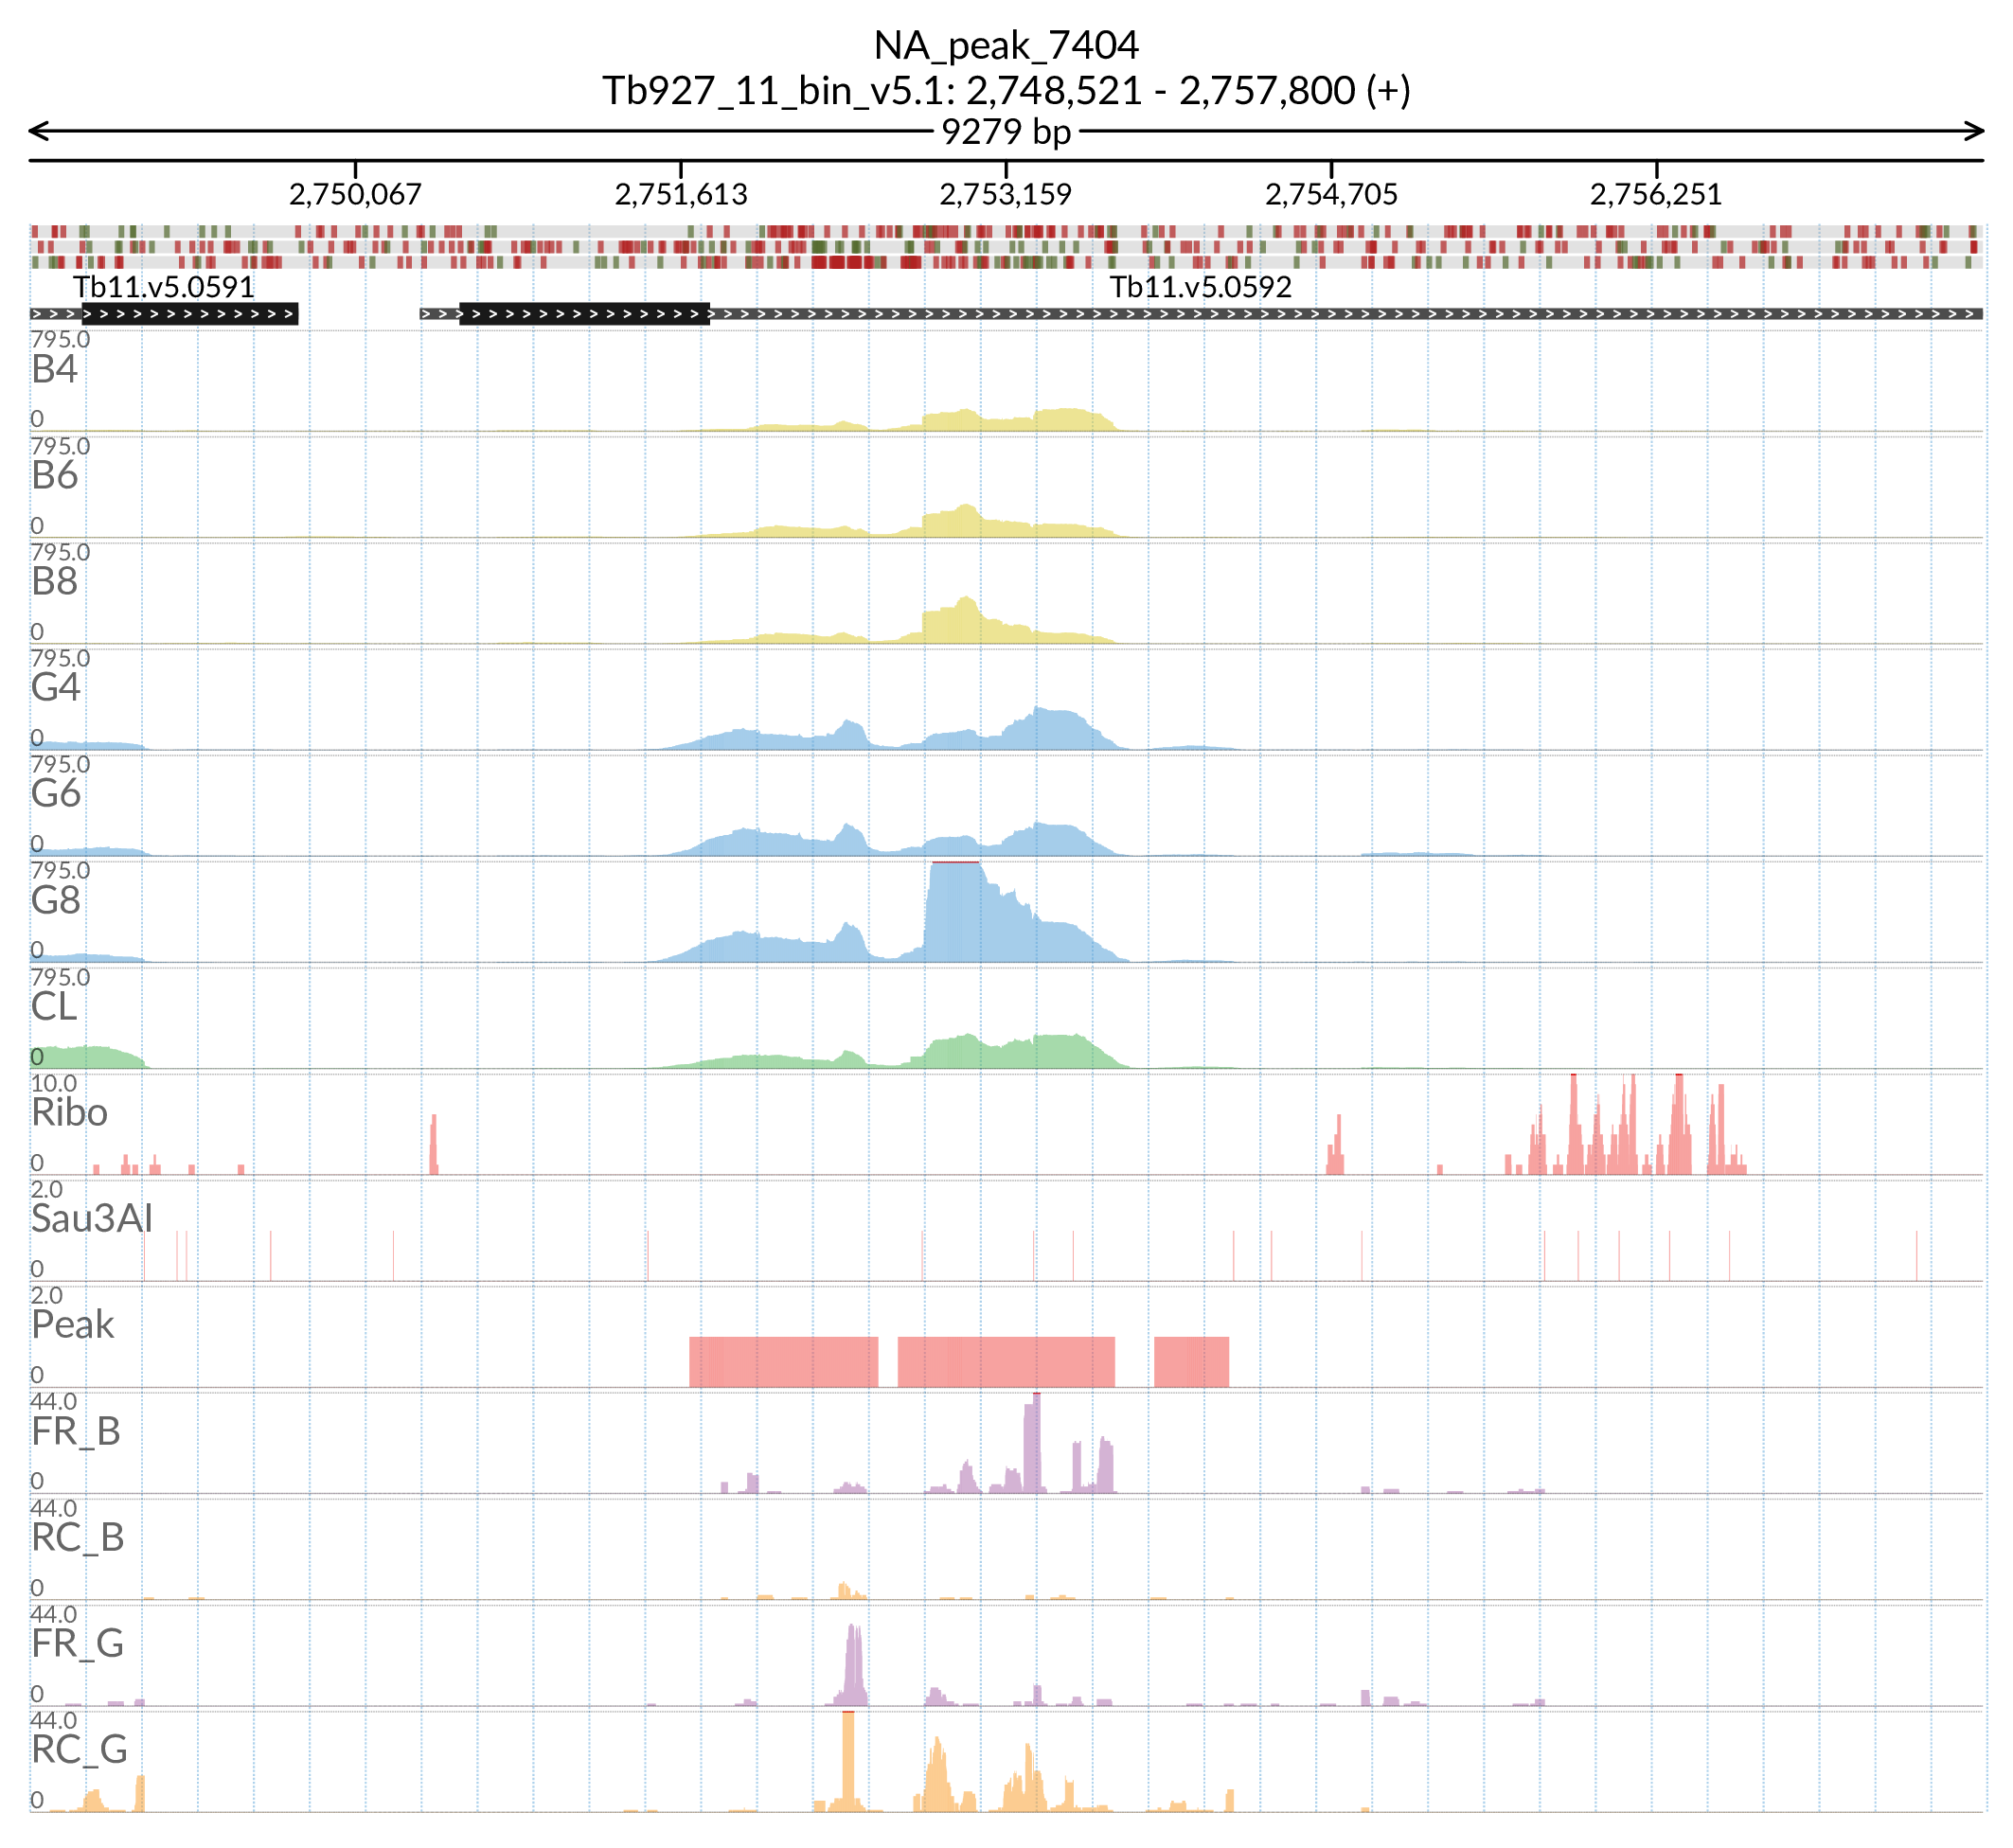 NA_peak_7404
Tb927_11_bin_v5.1: 2,748,521 - 2,757,800 (+)
9279 bp
2,750,067 2,751,613 2,753,159 2,754,705 2,756,251
Tb11.v5.0591 Tb11.v5.0592
795.0
B4
0
795.0
B6
0
795.0
B8
0
795.0
G4
0
795.0
G6
0
795.0
G8
0
795.0
CL
0
10.0
Ribo
0
2.0
Sau3AI
0
2.0
Peak
0
44.0
FR_B
0
44.0
RC_B
0
44.0
FR_G
0
44.0
RC_G
0